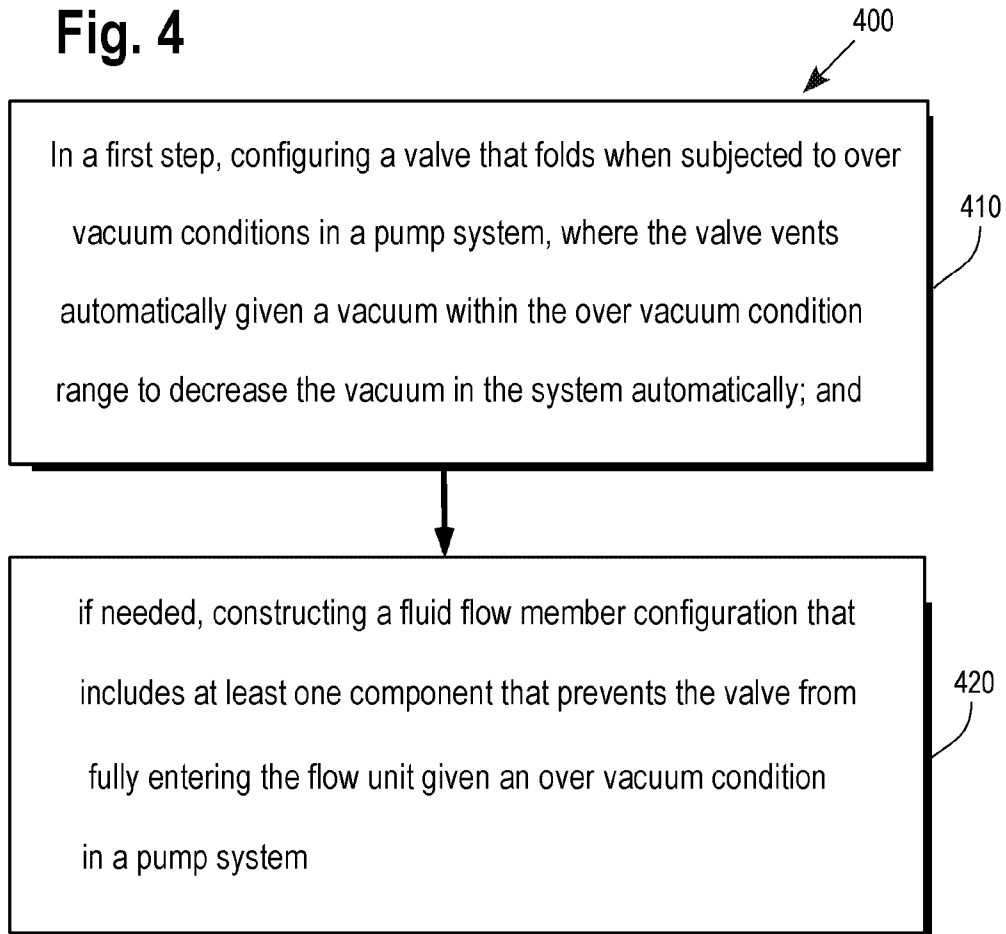 Fig. 4
400
In a first step, configuring a valve that folds when subjected to over
vacuum conditions in a pump system, where the valve vents
automatically given a vacuum within the over vacuum condition
range to decrease the vacuum in the system automatically; and
410
if needed, constructing a fluid flow member configuration that
includes at least one component that prevents the valve from
fully entering the flow unit given an over vacuum condition
in a pump system
420